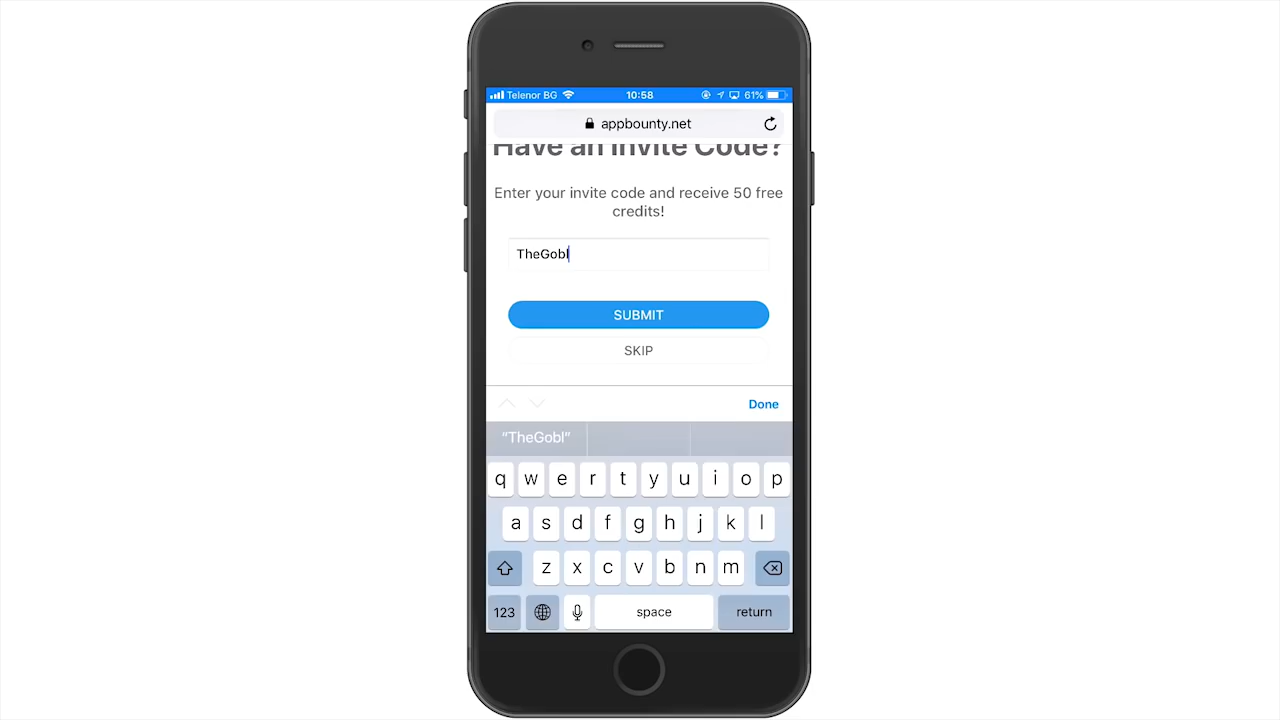 Telenor BG 10:58 61%
appbounty.net
Have an Invite Code?
Enter your invite code and receive 50 free
credits!
TheGobl
SUBMIT
SKIP
Done
"TheGobl"
q w e r t y u i o p
a s d f g h j k l
z x c v b n m
123 space return